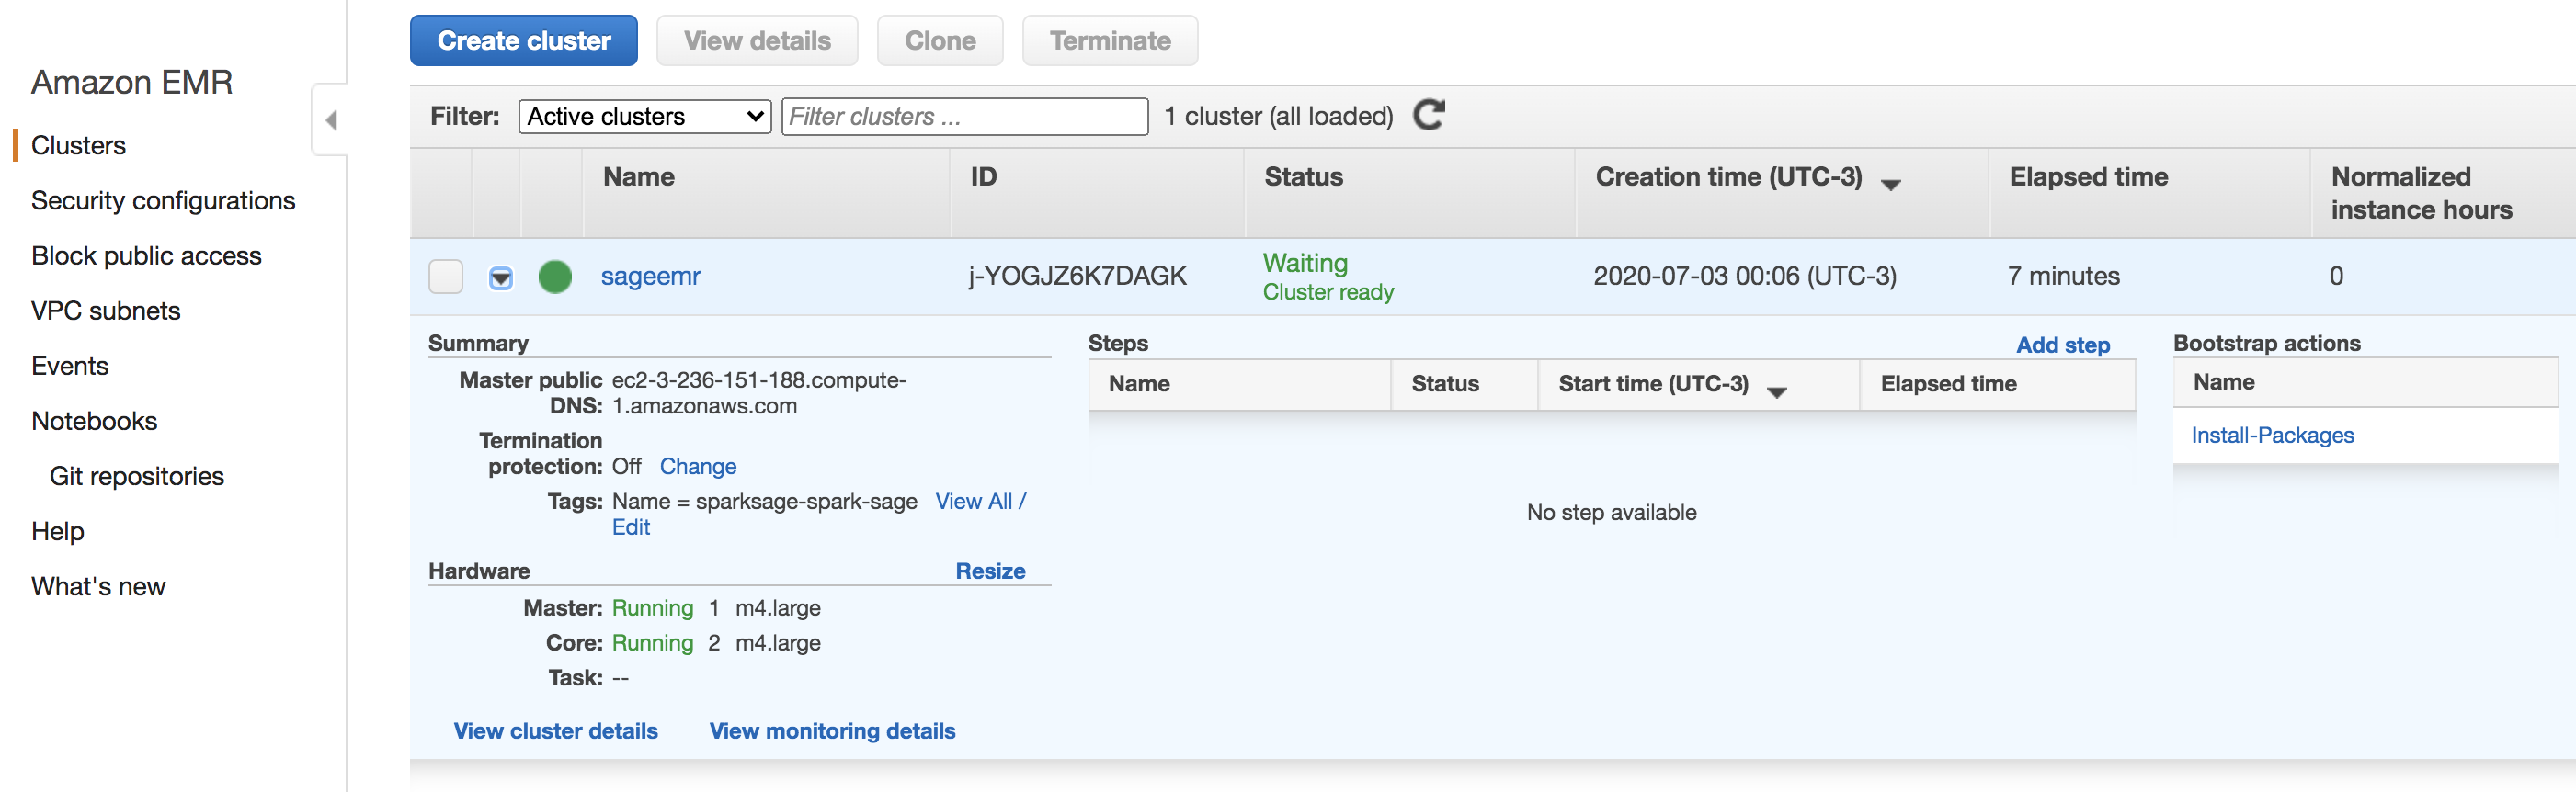 Amazon EMR
Clusters
Security configurations
Block public access
VPC subnets
Events
Notebooks
Git repositories
Help
What's new
Create cluster View details Clone Terminate
Filter: Active clusters Filter clusters ... 1 cluster (all loaded)
Name ID Status Creation time (UTC-3) Elapsed time Normalized
instance hours
sageemr j-YOGJZ6K7DAGK Waiting 2020-07-03 00:06 (UTC-3) 7 minutes 0
Cluster ready
Summary
Master public ec2-3-236-151-188.compute-
DNS: 1.amazonaws.com
Termination
protection: Off Change
Tags: Name = sparksage-spark-sage View All /
Edit
Hardware Resize
Master: Running 1 m4.large
Core: Running 2 m4.large
Task: --
View cluster details View monitoring details
Steps Add step
Name Status Start time (UTC-3) Elapsed time
No step available
Bootstrap actions
Name
Install-Packages